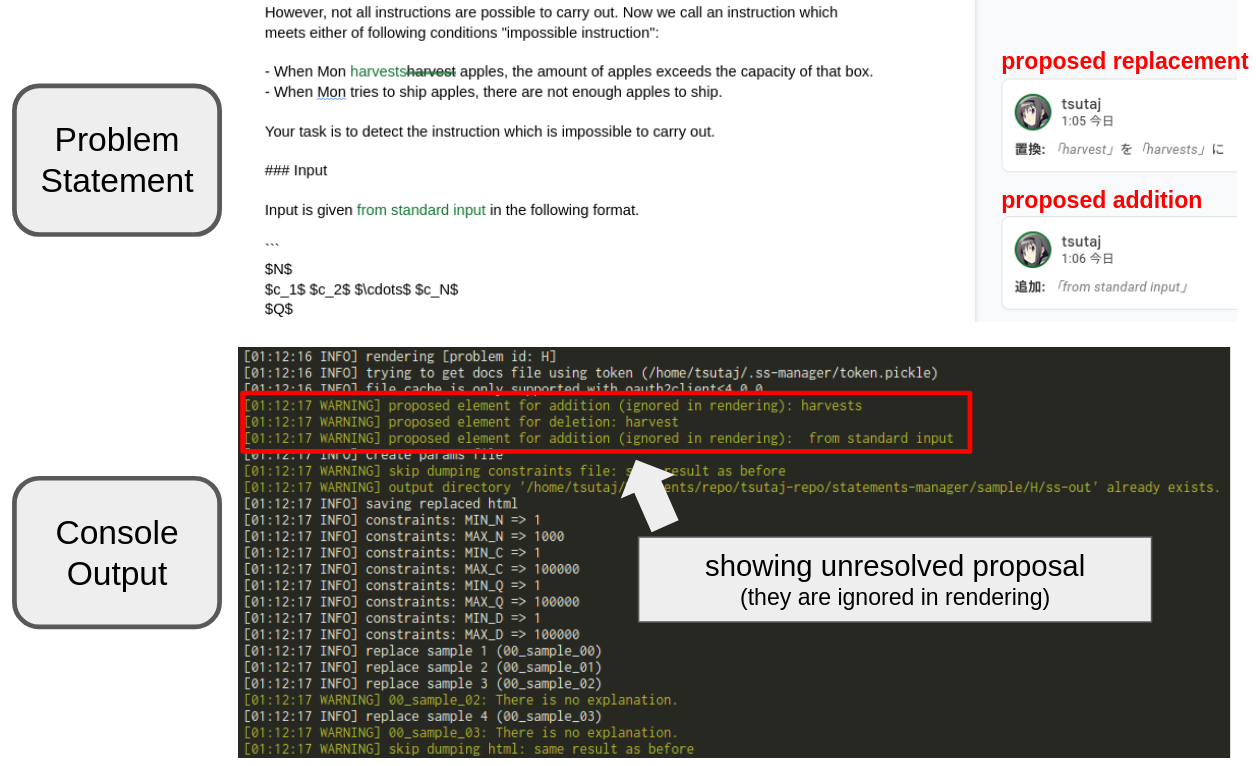 However, not all instructions are possible to carry out. Now we call an instruction which
meets either of following conditions "impossible instruction":
- When Mon harvestsharvest apples, the amount of apples exceeds the capacity of that box.
- When Mon tries to ship apples, there are not enough apples to ship.
Your task is to detect the instruction which is impossible to carry out.
### Input
Input is given from standard input in the following format.
```
$N$
$c_1$ $c_2$ $\cdots$ $c_N$
$Q$
proposed replacement
tsutaj
1:05 今日
置換: 「harvest」を「harvests」に
proposed addition
tsutaj
1:06 今日
追加: 「from standard input」
Problem
Statement
Console
Output
[01:12:16 INFO] rendering [problem id: H]
[01:12:16 INFO] trying to get docs file using token (/home/tsutaj/.ss-manager/token.pickle)
[01:12:16 INFO] file_cache is only supported with oauth2client<4.0.0
[01:12:17 WARNING] proposed element for addition (ignored in rendering): harvests
[01:12:17 WARNING] proposed element for deletion: harvest
[01:12:17 WARNING] proposed element for addition (ignored in rendering):  from standard input
[01:12:17 INFO] create params file
[01:12:17 WARNING] skip dumping constraints file: result as before
[01:12:17 WARNING] output directory '/home/tsutaj/ents/repo/tsutaj-repo/statements-manager/sample/H/ss-out' already exists.
[01:12:17 INFO] saving replaced html
[01:12:17 INFO] constraints: MIN_N => 1
[01:12:17 INFO] constraints: MAX_N => 1000
[01:12:17 INFO] constraints: MIN_C => 1
[01:12:17 INFO] constraints: MAX_C => 100000
[01:12:17 INFO] constraints: MIN_Q => 1
[01:12:17 INFO] constraints: MAX_Q => 100000
[01:12:17 INFO] constraints: MIN_D => 1
[01:12:17 INFO] constraints: MAX_D => 100000
[01:12:17 INFO] replace sample 1 (00_sample_00)
[01:12:17 INFO] replace sample 2 (00_sample_01)
[01:12:17 INFO] replace sample 3 (00_sample_02)
[01:12:17 WARNING] 00_sample_02: There is no explanation.
[01:12:17 INFO] replace sample 4 (00_sample_03)
[01:12:17 WARNING] 00_sample_03: There is no explanation.
[01:12:17 WARNING] skip dumping html: same result as before
showing unresolved proposal
(they are ignored in rendering)